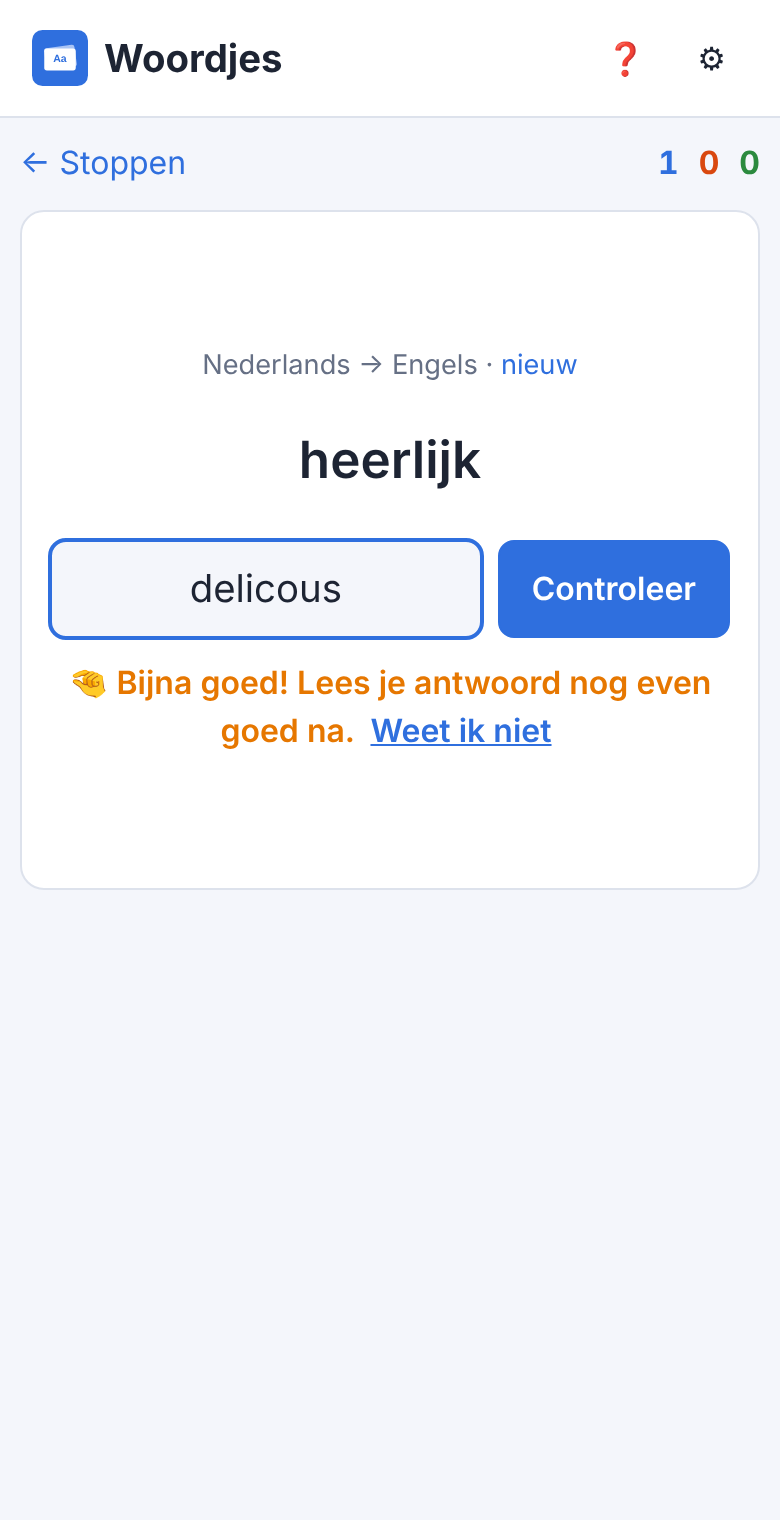 Aa
Woordjes
❓ ⚙
← Stoppen
1 0 0
Nederlands → Engels · nieuw
heerlijk
delicous
Controleer
🤏 Bijna goed! Lees je antwoord nog even
goed na. Weet ik niet